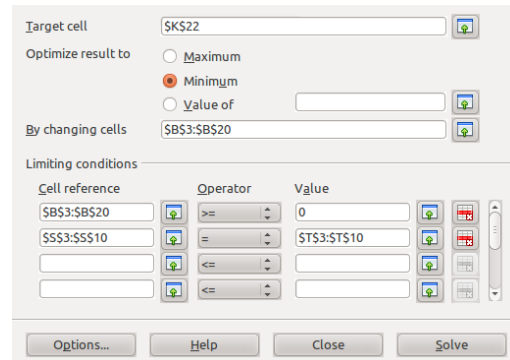 Target cell $K$22
Optimize result to Maximum
Minimum
Value of
By changing cells $B$3:$B$20
Limiting conditions
Cell reference Operator Value
$B$3:$B$20 >= 0
$S$3:$S$10 = $T$3:$T$10
<=
<=
Options... Help Close Solve